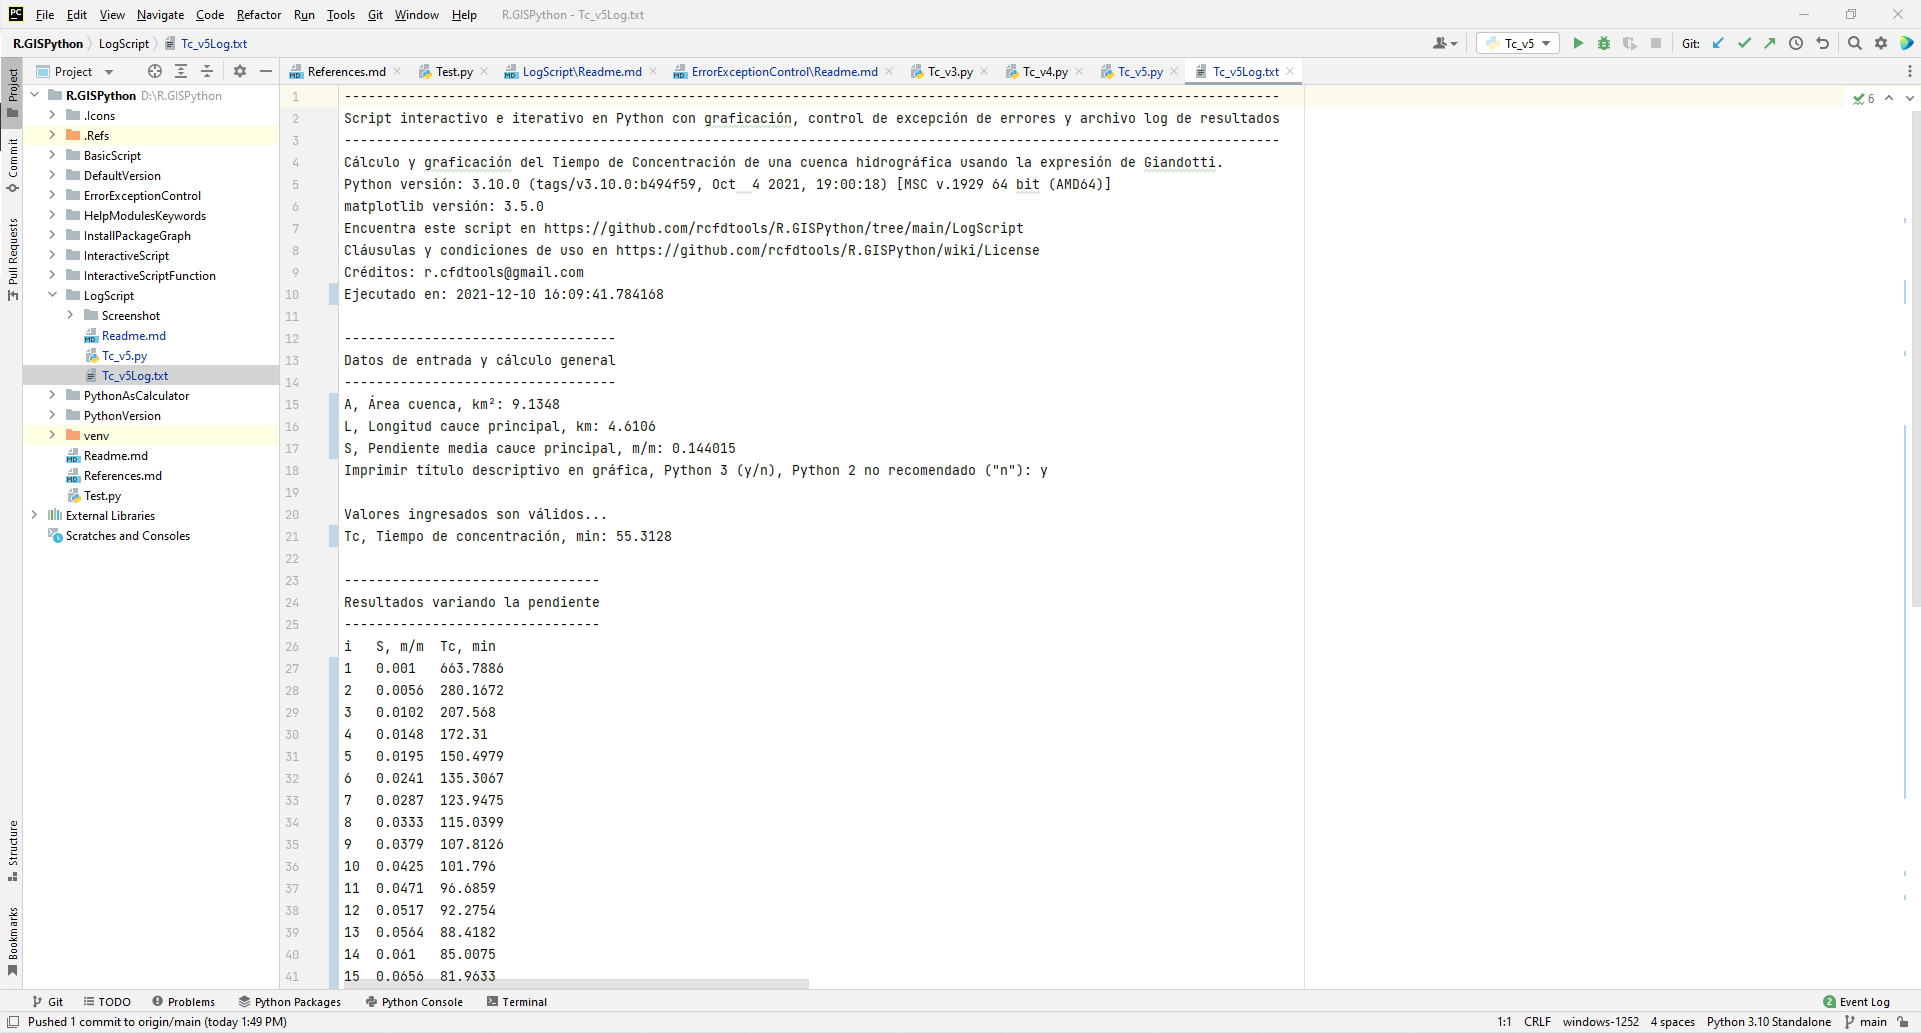 File Edit View Navigate Code Refactor Run Tools Git Window Help R.GISPython - Tc_v5Log.txt
R.GISPython LogScript Tc_v5Log.txt Tc_v5 Git:
Project References.md Test.py LogScript\Readme.md ErrorExceptionControl\Readme.md Tc_v3.py Tc_v4.py Tc_v5.py Tc_v5Log.txt
Project
Commit
Pull Requests
Structure
Bookmarks
R.GISPython D:\R.GISPython
.Icons
.Refs
BasicScript
DefaultVersion
ErrorExceptionControl
HelpModulesKeywords
InstallPackageGraph
InteractiveScript
InteractiveScriptFunction
LogScript
Screenshot
Readme.md
Tc_v5.py
Tc_v5Log.txt
PythonAsCalculator
PythonVersion
venv
Readme.md
References.md
Test.py
External Libraries
Scratches and Consoles
6
1 ---------------------------------------------------------------------------------------------------------------------
2 Script interactivo e iterativo en Python con graficación, control de excepción de errores y archivo log de resultados
3 ---------------------------------------------------------------------------------------------------------------------
4 Cálculo y graficación del Tiempo de Concentración de una cuenca hidrográfica usando la expresión de Giandotti.
5 Python versión: 3.10.0 (tags/v3.10.0:b494f59, Oct  4 2021, 19:00:18) [MSC v.1929 64 bit (AMD64)]
6 matplotlib versión: 3.5.0
7 Encuentra este script en https://github.com/rcfdtools/R.GISPython/tree/main/LogScript
8 Cláusulas y condiciones de uso en https://github.com/rcfdtools/R.GISPython/wiki/License
9 Créditos: r.cfdtools@gmail.com
10 Ejecutado en: 2021-12-10 16:09:41.784168
11
12 ----------------------------------
13 Datos de entrada y cálculo general
14 ----------------------------------
15 A, Área cuenca, km²: 9.1348
16 L, Longitud cauce principal, km: 4.6106
17 S, Pendiente media cauce principal, m/m: 0.144015
18 Imprimir título descriptivo en gráfica, Python 3 (y/n), Python 2 no recomendado ("n"): y
19
20 Valores ingresados son válidos...
21 Tc, Tiempo de concentración, min: 55.3128
22
23 --------------------------------
24 Resultados variando la pendiente
25 --------------------------------
26 i S, m/m Tc, min
27 1 0.001 663.7886
28 2 0.0056 280.1672
29 3 0.0102 207.568
30 4 0.0148 172.31
31 5 0.0195 150.4979
32 6 0.0241 135.3067
33 7 0.0287 123.9475
34 8 0.0333 115.0399
35 9 0.0379 107.8126
36 10 0.0425 101.796
37 11 0.0471 96.6859
38 12 0.0517 92.2754
39 13 0.0564 88.4182
40 14 0.061 85.0075
41 15 0.0656 81.9633
Git TODO Problems Python Packages Python Console Terminal 2 Event Log
Pushed 1 commit to origin/main (today 1:49 PM) 1:1 CRLF windows-1252 4 spaces Python 3.10 Standalone main